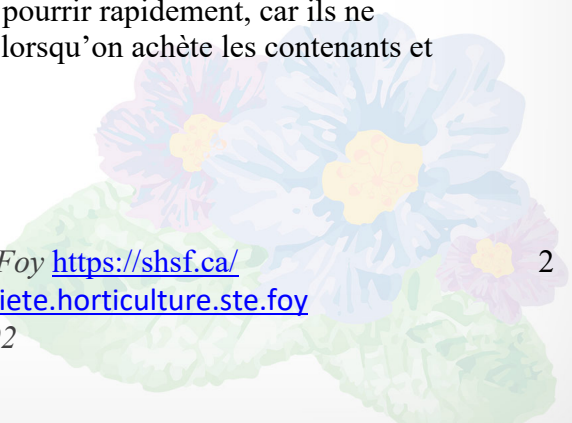 pourrir rapidement, car ils ne
lorsqu’on achète les contenants et
Foy https://shsf.ca/ 2
iete.horticulture.ste.foy